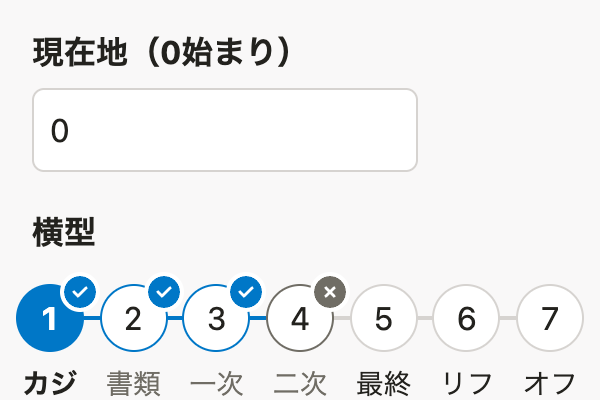 現在地（0始まり）
0
横型
1 2 3 4 5 6 7
カジ 書類 一次 二次 最終 リフ オフ